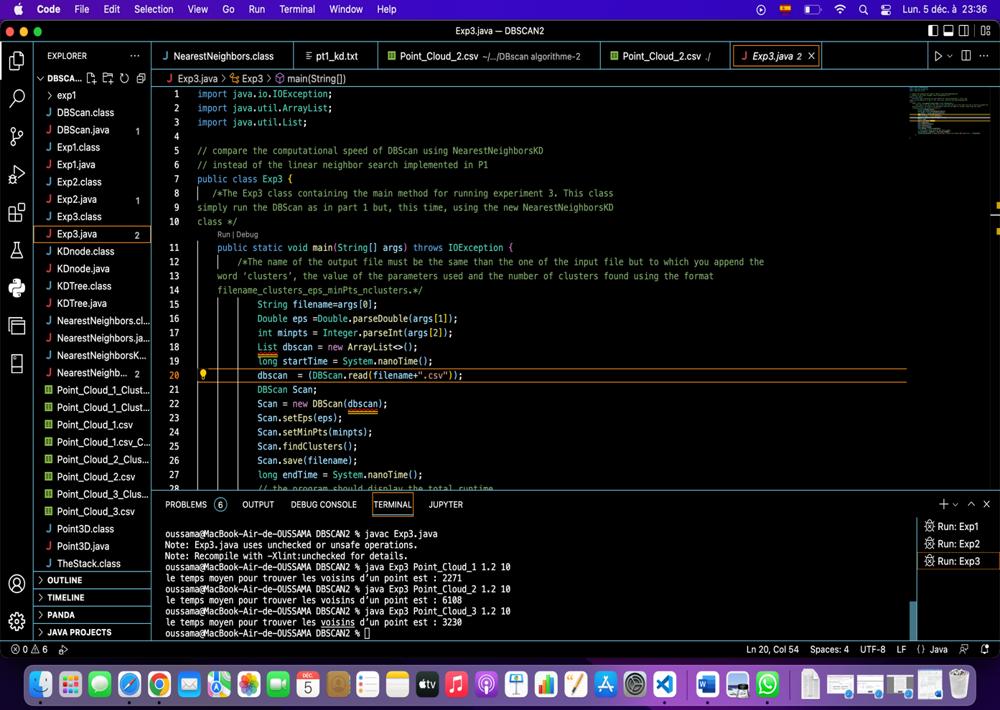 Code File Edit Selection View Go Run Terminal Window Help Lun. 5 déc. à 23:36
Exp3.java — DBSCAN2
EXPLORER ···
J NearestNeighbors.class pt1_kd.txt Point_Cloud_2.csv ~/.../DBscan algorithme-2 Point_Cloud_2.csv ./ J Exp3.java 2
DBSCA...
J Exp3.java > Exp3 > main(String[])
> exp1
J DBScan.class
J DBScan.java 1
J Exp1.class
J Exp1.java
J Exp2.class
J Exp2.java 1
J Exp3.class
J Exp3.java 2
J KDnode.class
J KDnode.java
J KDTree.class
J KDTree.java
J NearestNeighbors.cl...
J NearestNeighbors.ja...
J NearestNeighborsK...
J NearestNeighb... 2
Point_Cloud_1_Clust...
Point_Cloud_1_Clust...
Point_Cloud_1.csv
Point_Cloud_1.csv_C...
Point_Cloud_2_Clus...
Point_Cloud_2.csv
Point_Cloud_3_Clus...
Point_Cloud_3.csv
J Point3D.class
J Point3D.java
J TheStack.class
> OUTLINE
> TIMELINE
> PANDA
> JAVA PROJECTS
1 import java.io.IOException;
2 import java.util.ArrayList;
3 import java.util.List;
4
5 // compare the computational speed of DBScan using NearestNeighborsKD
6 // instead of the linear neighbor search implemented in P1
7 public class Exp3 {
8 /*The Exp3 class containing the main method for running experiment 3. This class
9 simply run the DBScan as in part 1 but, this time, using the new NearestNeighborsKD
10 class */
Run | Debug
11 public static void main(String[] args) throws IOException {
12 /*The name of the output file must be the same than the one of the input file but to which you append the
13 word ‘clusters’, the value of the parameters used and the number of clusters found using the format
14 filename_clusters_eps_minPts_nclusters.*/
15 String filename=args[0];
16 Double eps =Double.parseDouble(args[1]);
17 int minpts = Integer.parseInt(args[2]);
18 List dbscan = new ArrayList<>();
19 long startTime = System.nanoTime();
20 dbscan = (DBScan.read(filename+".csv"));
21 DBScan Scan;
22 Scan = new DBScan(dbscan);
23 Scan.setEps(eps);
24 Scan.setMinPts(minpts);
25 Scan.findClusters();
26 Scan.save(filename);
27 long endTime = System.nanoTime();
28 // the program should display the total runtime
PROBLEMS 6 OUTPUT DEBUG CONSOLE TERMINAL JUPYTER
oussama@MacBook-Air-de-OUSSAMA DBSCAN2 % javac Exp3.java
Note: Exp3.java uses unchecked or unsafe operations.
Note: Recompile with -Xlint:unchecked for details.
oussama@MacBook-Air-de-OUSSAMA DBSCAN2 % java Exp3 Point_Cloud_1 1.2 10
le temps moyen pour trouver les voisins d’un point est : 2271
oussama@MacBook-Air-de-OUSSAMA DBSCAN2 % java Exp3 Point_Cloud_2 1.2 10
le temps moyen pour trouver les voisins d’un point est : 6108
oussama@MacBook-Air-de-OUSSAMA DBSCAN2 % java Exp3 Point_Cloud_3 1.2 10
le temps moyen pour trouver les voisins d’un point est : 3230
oussama@MacBook-Air-de-OUSSAMA DBSCAN2 %
Run: Exp1
Run: Exp2
Run: Exp3
0 6 Ln 20, Col 54 Spaces: 4 UTF-8 LF {} Java
DÉC.
5
tv
W